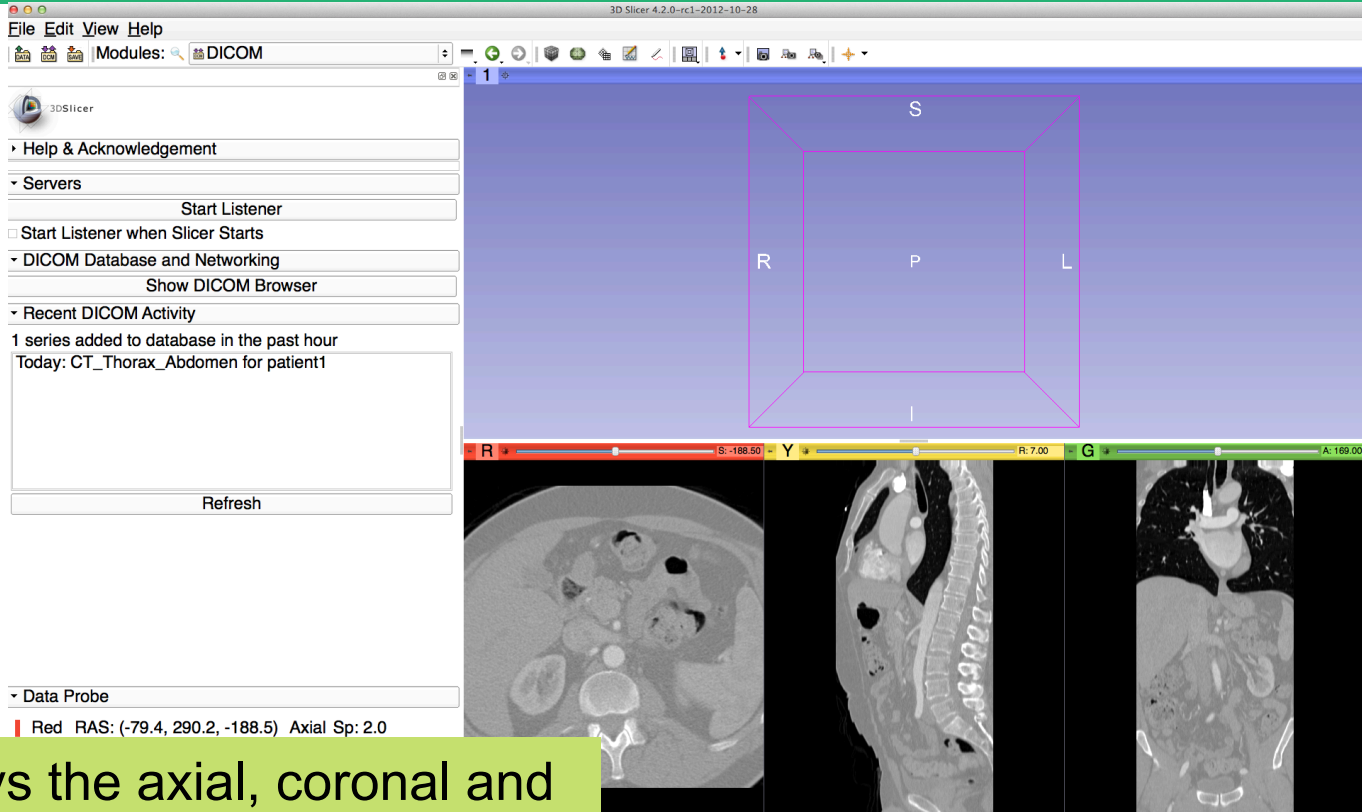 3D Slicer 4.2.0-rc1-2012-10-28
File Edit View Help
DATA DCM SAVE Modules: DICOM
1
3DSlicer
S
Help & Acknowledgement
Servers
Start Listener
Start Listener when Slicer Starts
R P L
DICOM Database and Networking
Show DICOM Browser
Recent DICOM Activity
1 series added to database in the past hour
Today: CT_Thorax_Abdomen for patient1
I
R S: -188.50 Y R: 7.00 G A: 169.00
Refresh
Data Probe
Red RAS: (-79.4, 290.2, -188.5) Axial Sp: 2.0
the axial, coronal and